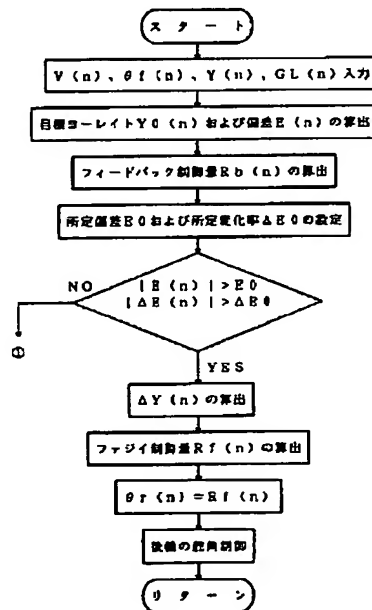 スタート
V(n)、θf(n)、Y(n)、GL(n)入力
目標ヨーレイトY0(n)および偏差E(n)の算出
フィードバック制御量Rb(n)の算出
所定偏差E0および所定変化率ΔE0の設定
|E(n)|>E0
|ΔE(n)|>ΔE0
NO
YES
ΔY(n)の算出
ファジイ制御量Rf(n)の算出
θr(n)=Rf(n)
後輪の舵角制御
リターン